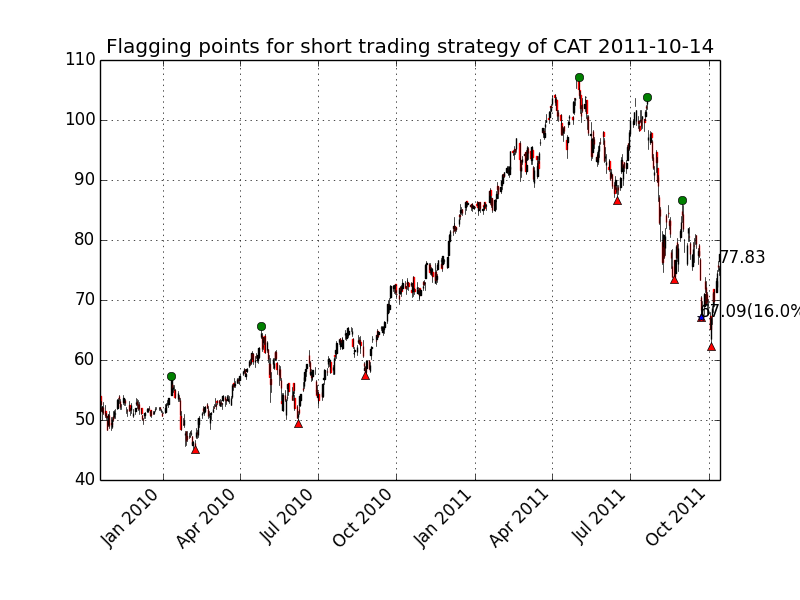 Flagging points for short trading strategy of CAT 2011-10-14
110
100
90
80
70
60
50
40
77.83
67.09(16.0%
Jan 2010
Apr 2010
Jul 2010
Oct 2010
Jan 2011
Apr 2011
Jul 2011
Oct 2011